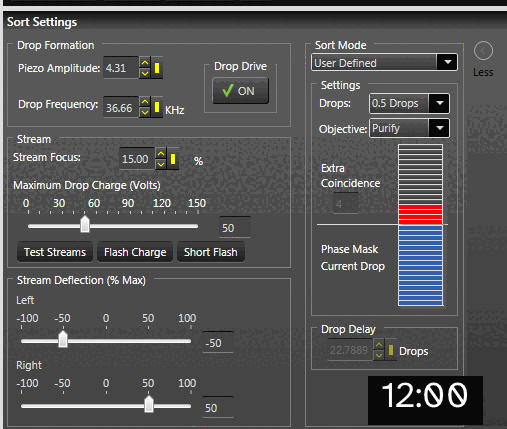 Sort Settings
Drop Formation
Piezo Amplitude: 4.31
Drop Frequency: 36.66 KHz
Drop Drive
ON
Stream
Stream Focus: 15.00 %
Maximum Drop Charge (Volts)
0 30 60 90 120 150
50
Test Streams Flash Charge Short Flash
Stream Deflection (% Max)
Left
-100 -50 0 50 100
-50
Right
-100 -50 0 50 100
50
Sort Mode
User Defined
Less
Settings
Drops: 0.5 Drops
Objective: Purify
Extra
Coincidence
4
Phase Mask
Current Drop
Drop Delay
22.7889 Drops
12:00